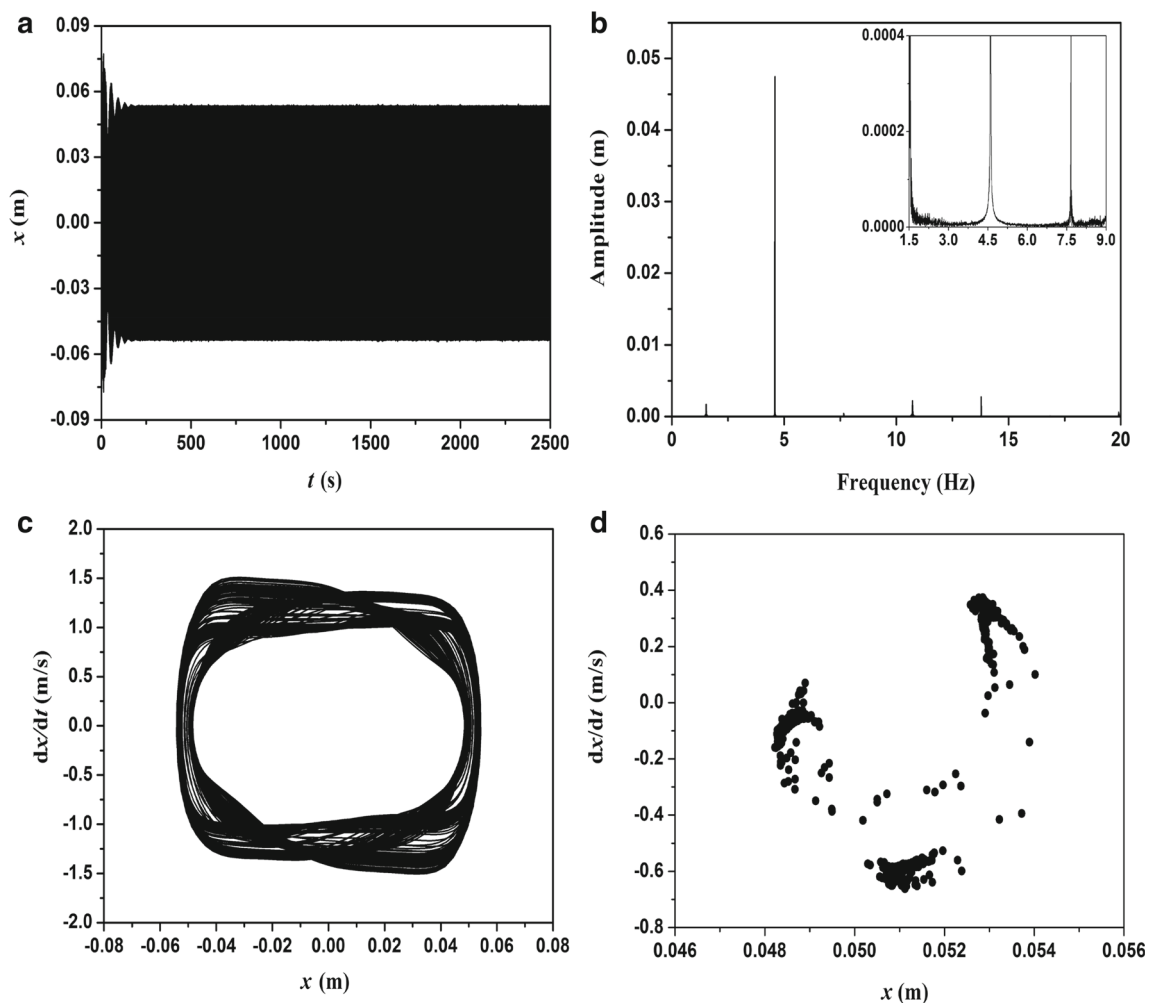 a
0.09
0.06
0.03
0.00
-0.03
-0.06
-0.09
x (m)
0 500 1000 1500 2000 2500
t (s)
b
0.05
0.04
0.03
0.02
0.01
0.00
Amplitude (m)
0 5 10 15 20
Frequency (Hz)
0.0004
0.0002
0.0000
1.5 3.0 4.5 6.0 7.5 9.0
c
2.0
1.5
1.0
0.5
0.0
-0.5
-1.0
-1.5
-2.0
dx/dt (m/s)
-0.08 -0.06 -0.04 -0.02 0.00 0.02 0.04 0.06 0.08
x (m)
d
0.6
0.4
0.2
0.0
-0.2
-0.4
-0.6
-0.8
dx/dt (m/s)
0.046 0.048 0.050 0.052 0.054 0.056
x (m)